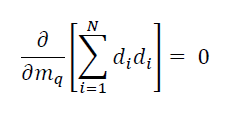 ∂/∂m_q [∑_{i=1}^{N} d_i d_i] = 0